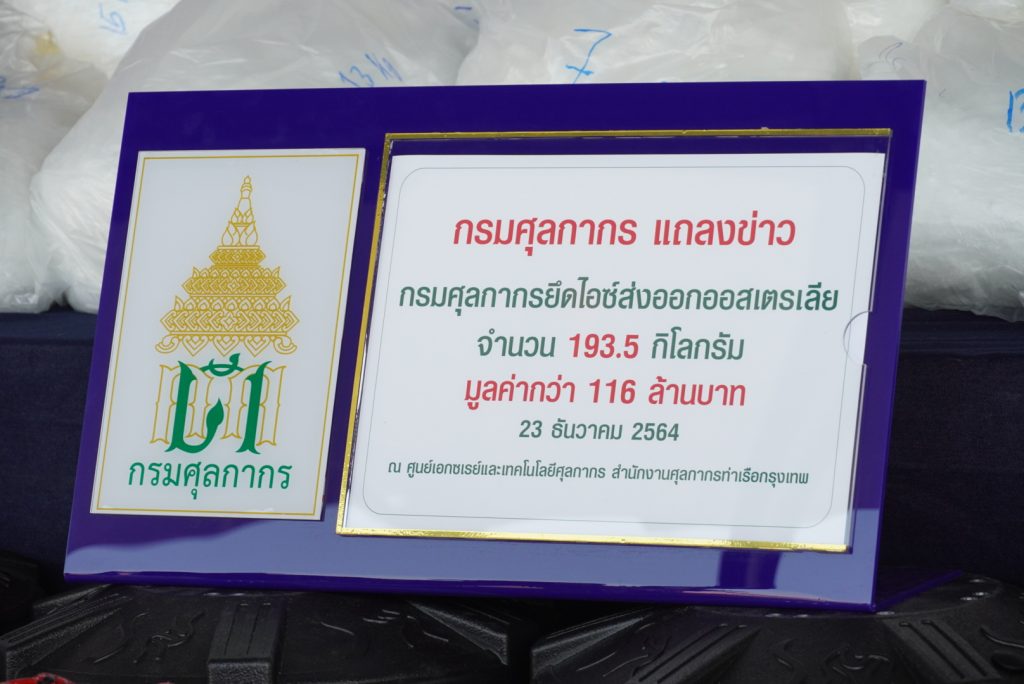 7
กรมศุลกากร แถลงข่าว
กรมศุลกากรยึดไอซ์ส่งออกออสเตรเลีย
จำนวน 193.5 กิโลกรัม
มูลค่ากว่า 116 ล้านบาท
23 ธันวาคม 2564
ณ ศูนย์เอกซเรย์และเทคโนโลยีศุลกากร สำนักงานศุลกากรท่าเรือกรุงเทพ
กรมศุลกากร